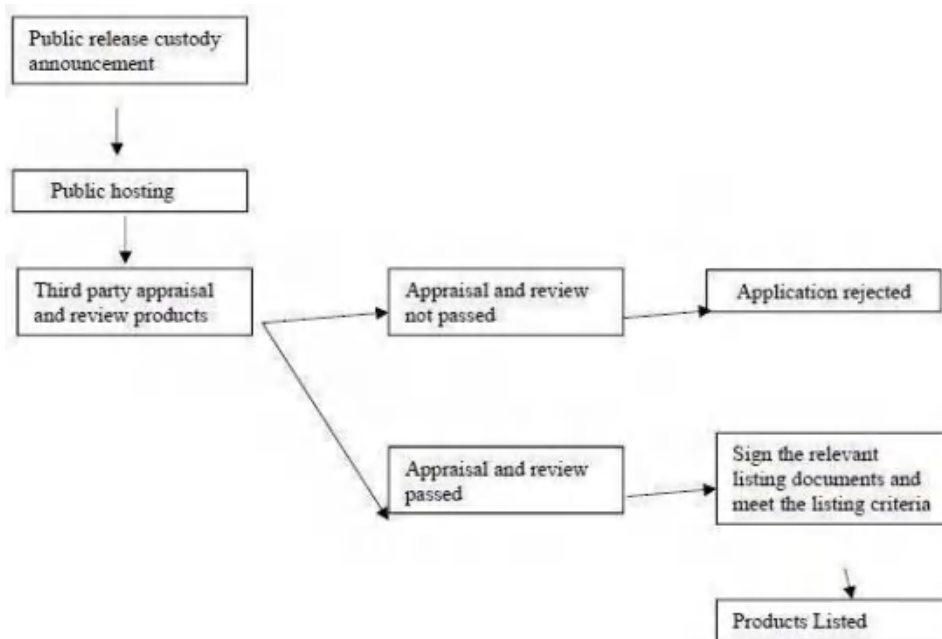 Public release custody
announcement
Public hosting
Third party appraisal
and review products
Appraisal and review
not passed
Application rejected
Appraisal and review
passed
Sign the relevant
listing documents and
meet the listing criteria
Products Listed